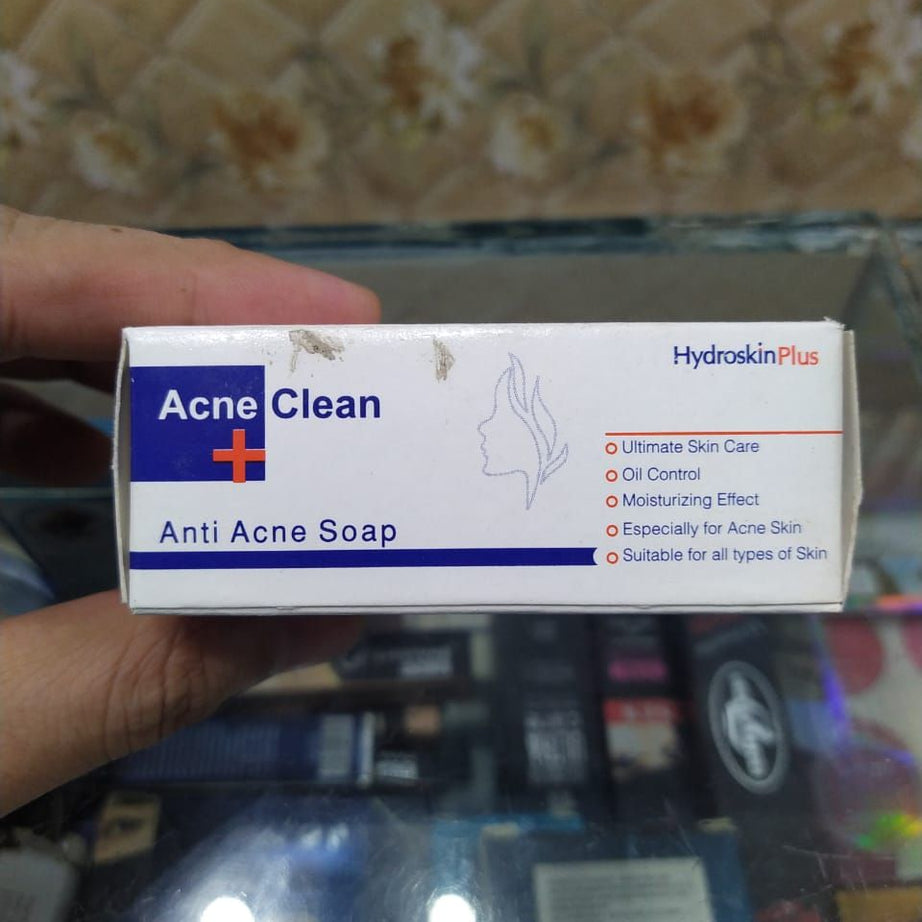 HydroskinPlus
Acne Clean
Anti Acne Soap
Ultimate Skin Care
Oil Control
Moisturizing Effect
Especially for Acne Skin
Suitable for all types of Skin